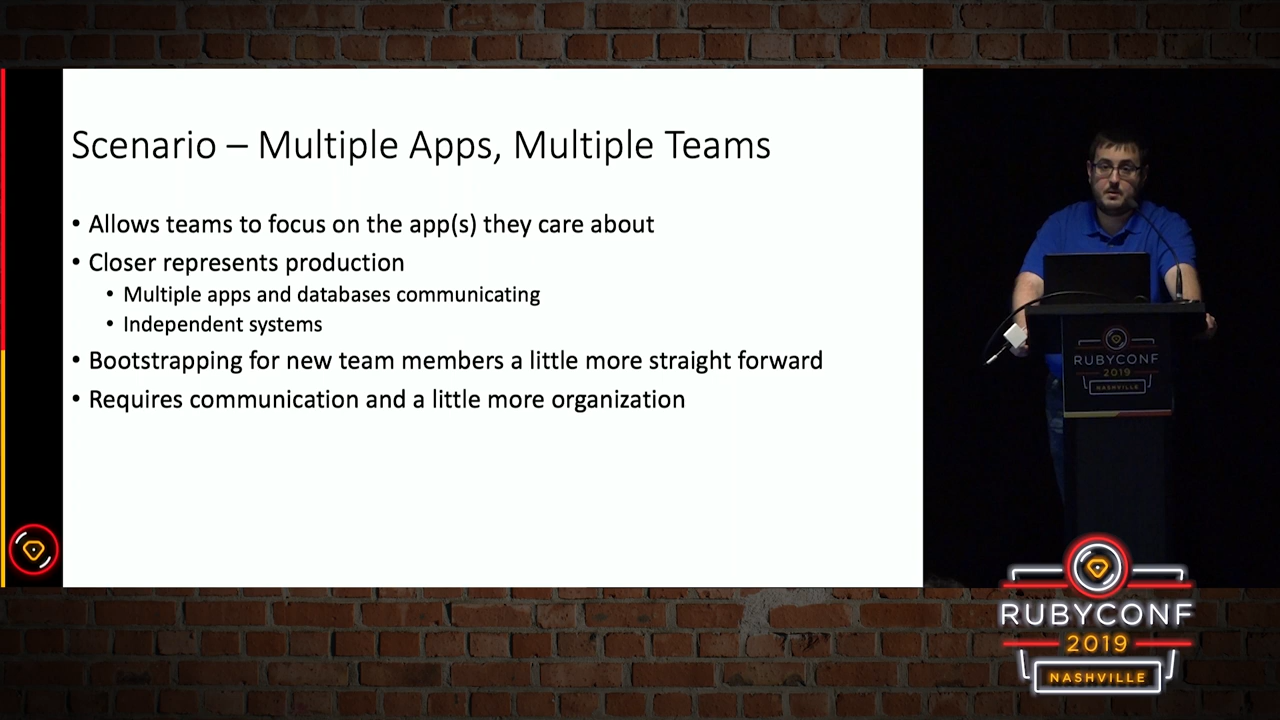 Scenario – Multiple Apps, Multiple Teams
• Allows teams to focus on the app(s) they care about
• Closer represents production
• Multiple apps and databases communicating
• Independent systems
• Bootstrapping for new team members a little more straight forward
• Requires communication and a little more organization
RUBYCONF
2019
NASHVILLE
RUBYCONF
2019
NASHVILLE